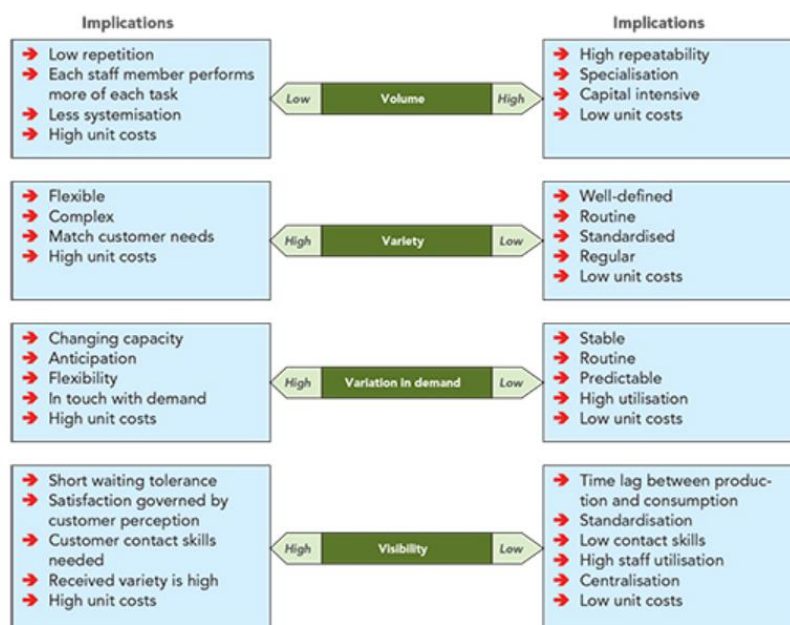 Implications
Implications
Low repetition
Each staff member performs
more of each task
Less systemisation
High unit costs
Low
Volume
High
High repeatability
Specialisation
Capital intensive
Low unit costs
Flexible
Complex
Match customer needs
High unit costs
High
Variety
Low
Well-defined
Routine
Standardised
Regular
Low unit costs
Changing capacity
Anticipation
Flexibility
In touch with demand
High unit costs
High
Variation in demand
Low
Stable
Routine
Predictable
High utilisation
Low unit costs
Short waiting tolerance
Satisfaction governed by
customer perception
Customer contact skills
needed
Received variety is high
High unit costs
High
Visibility
Low
Time lag between produc-
tion and consumption
Standardisation
Low contact skills
High staff utilisation
Centralisation
Low unit costs